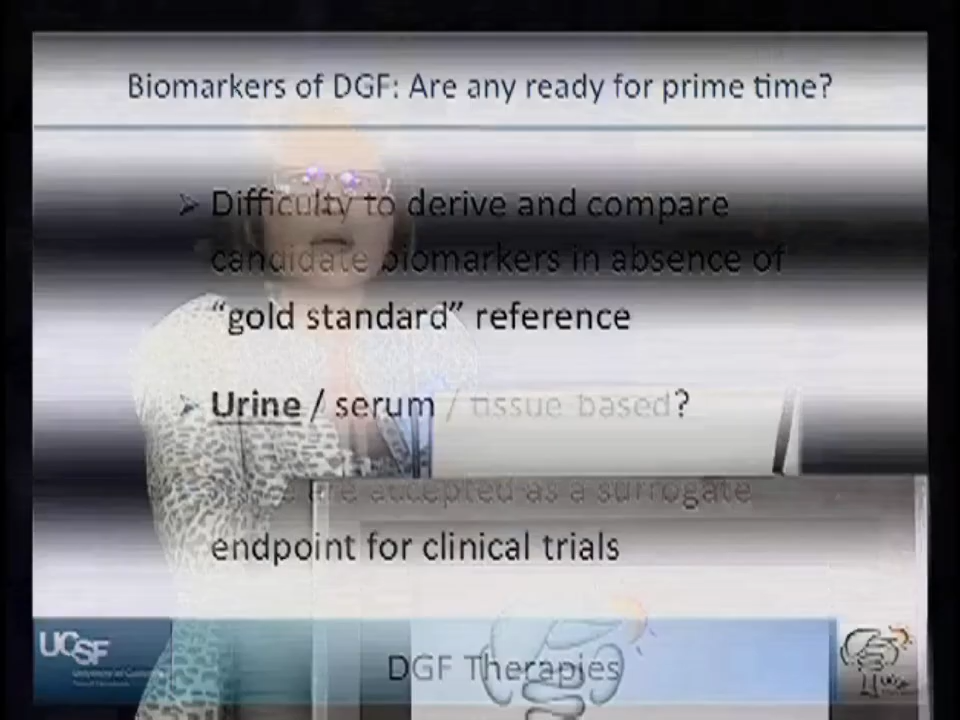 Biomarkers of DGF: Are any ready for prime time?
Difficulty to derive and compare
candidate biomarkers in absence of
"gold standard" reference
Urine / serum / tissue based?
are accepted as a surrogate
endpoint for clinical trials
UCSF
DGF Therapies